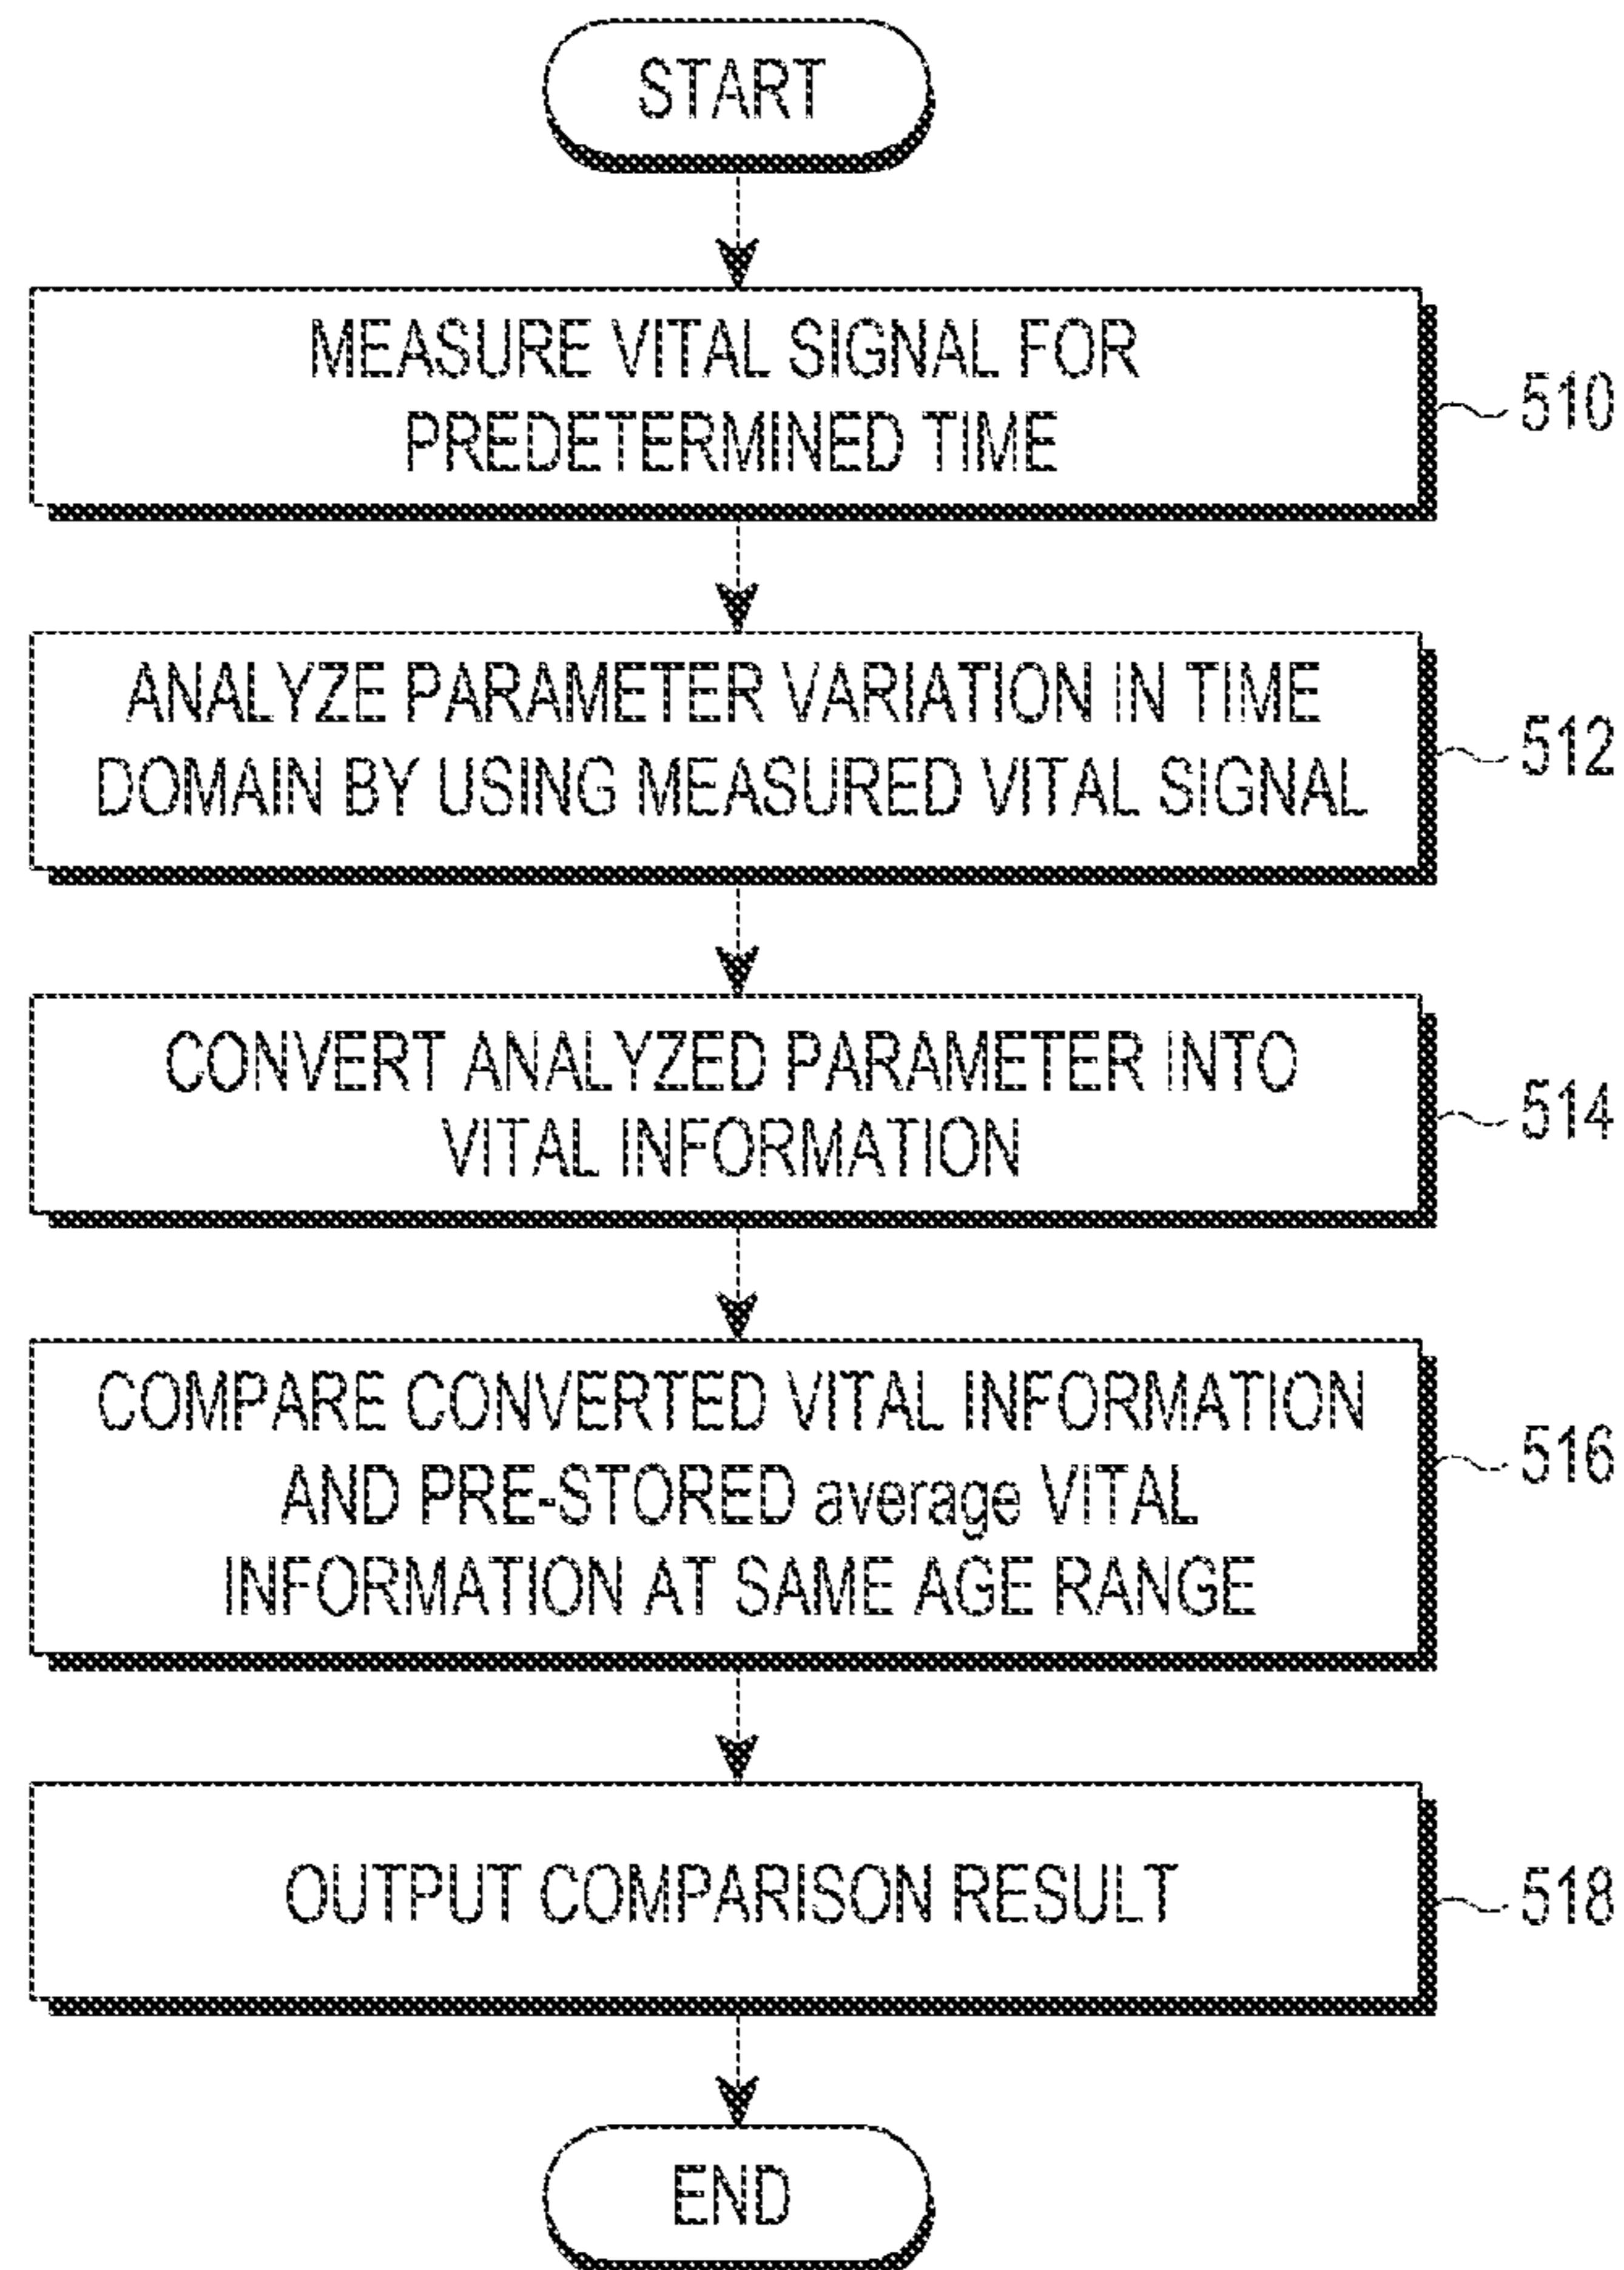 START
MEASURE VITAL SIGNAL FOR
PREDETERMINED TIME
510
ANALYZE PARAMETER VARIATION IN TIME
DOMAIN BY USING MEASURED VITAL SIGNAL
512
CONVERT ANALYZED PARAMETER INTO
VITAL INFORMATION
514
COMPARE CONVERTED VITAL INFORMATION
AND PRE-STORED average VITAL
INFORMATION AT SAME AGE RANGE
516
OUTPUT COMPARISON RESULT
518
END